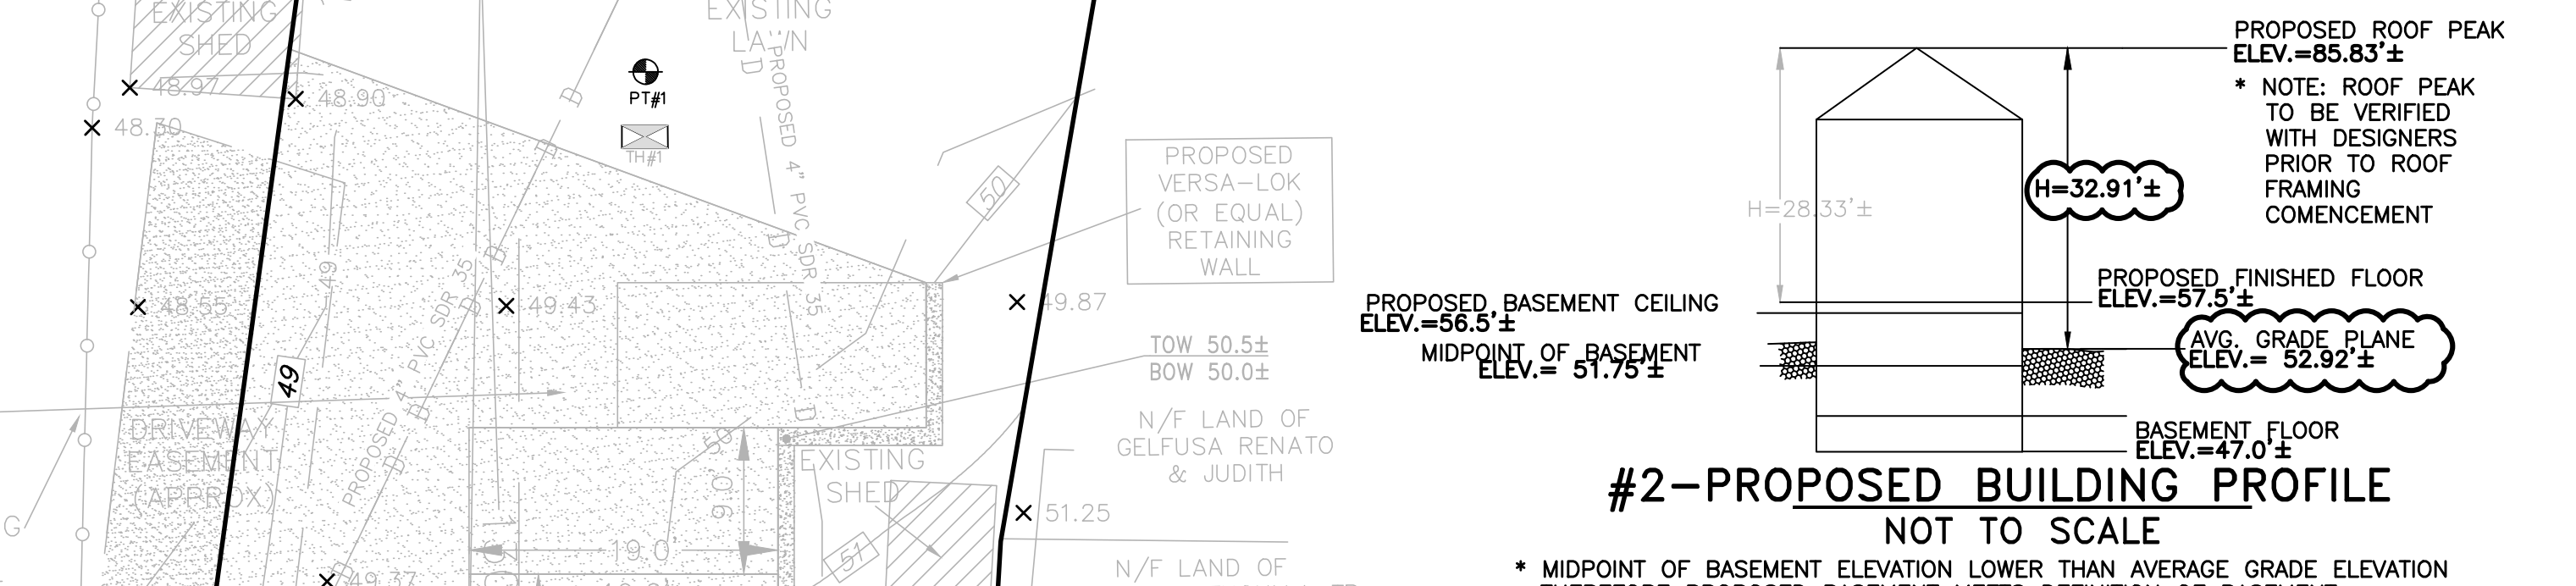 EXISTING
SHED
48.97
48.90
48.30
48.55
49
49
DRIVEWAY
EASEMENT
(APPROX)
G
PROPOSED 4" PVC SDR 35
D
D
D
D
D
D
49.43
49.37
EXISTING
LAWN
PT#1
TH#1
PROPOSED 4" PVC SDR 35
D
D
D
50
PROPOSED
VERSA-LOK
(OR EQUAL)
RETAINING
WALL
49.87
TOW 50.5±
BOW 50.0±
N/F LAND OF
GELFUSA RENATO
& JUDITH
50
9.0'
19.0'
EXISTING
SHED
51
51.25
N/F LAND OF
PROPOSED ROOF PEAK
ELEV.=85.83'±
* NOTE: ROOF PEAK
TO BE VERIFIED
WITH DESIGNERS
PRIOR TO ROOF
FRAMING
COMENCEMENT
H=32.91'±
H=28.33'±
PROPOSED FINISHED FLOOR
ELEV.=57.5'±
PROPOSED BASEMENT CEILING
ELEV.=56.5'±
AVG. GRADE PLANE
ELEV.= 52.92'±
MIDPOINT OF BASEMENT
ELEV.= 51.75'±
BASEMENT FLOOR
ELEV.=47.0'±
#2-PROPOSED BUILDING PROFILE
NOT TO SCALE
* MIDPOINT OF BASEMENT ELEVATION LOWER THAN AVERAGE GRADE ELEVATION